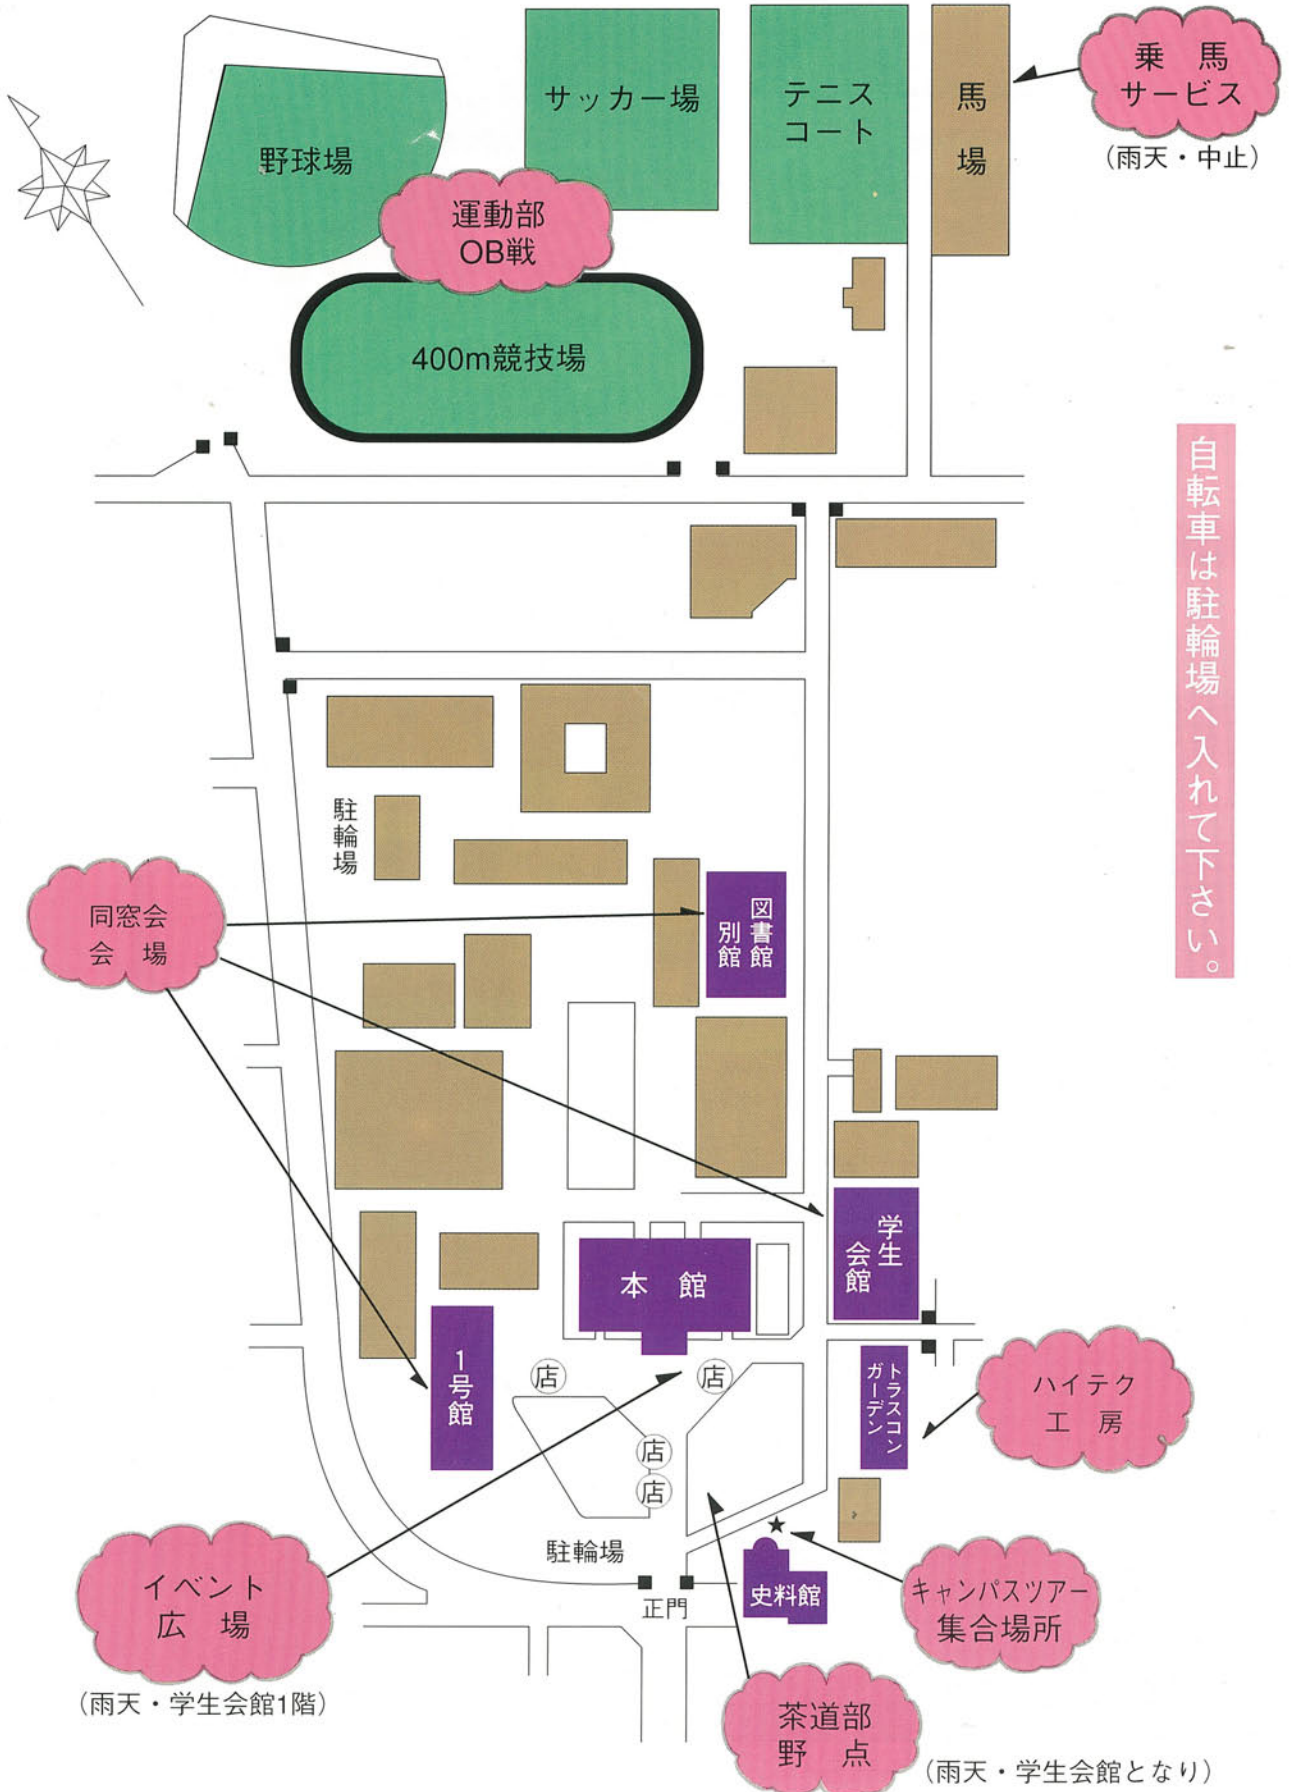 サッカー場
テニス
コート
馬場
乗 馬
サービス
(雨天・中止)
野球場
運動部
OB戦
400m競技場
自転車は駐輪場へ入れて下さい。
駐輪場
同窓会
会 場
図書館
別館
学生
会館
本 館
1号館
店
店
店
店
トラスコン
ガーデン
ハイテク
工 房
イベント
広 場
(雨天・学生会館1階)
駐輪場
正門
史料館
★
キャンパスツアー
集合場所
茶道部
野 点
(雨天・学生会館となり)